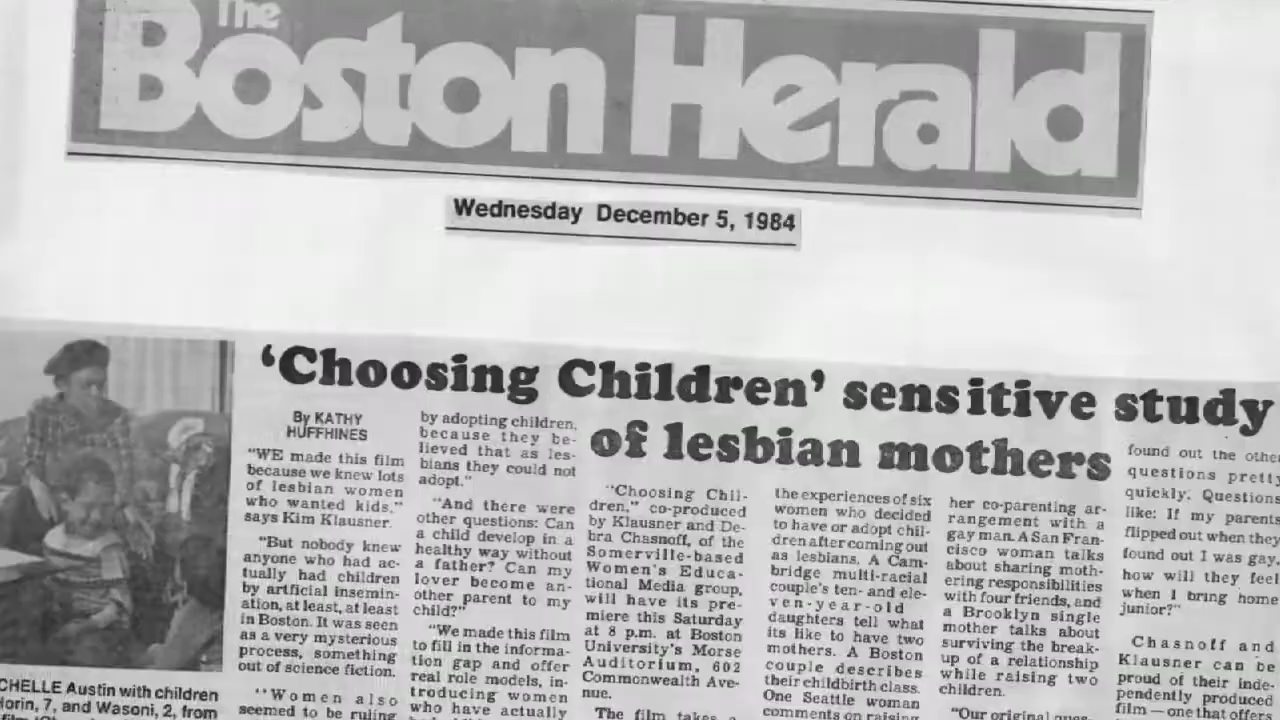 The
Boston Herald
Wednesday December 5, 1984
'Choosing Children' sensitive study
of lesbian mothers
By KATHY
HUFFHINES
"WE made this film
because we knew lots
of lesbian women
who wanted kids,"
says Kim Klausner.
"But nobody knew
anyone who had ac-
tually had children
by artficial insemin-
ation, at least, at least
in Boston. It was seen
as a very mysterious
process, something
out of science fiction.
"Women also
seemed to be ruling
by adopting children,
because they be-
lieved that as les-
bians they could not
adopt."
"And there were
other questions: Can
a child develop in a
healthy way without
a father? Can my
lover become an-
other parent to my
child?"
"We made this film
to fill in the informa-
tion gap and offer
real role models, in-
troducing women
who have actually
"Choosing Chil-
dren," co-produced
by Klausner and De-
bra Chasnoff, of the
Somerville-based
Women's Educa-
tional Media group,
will have its pre-
miere this Saturday
at 8 p.m. at Boston
University's Morse
Auditorium, 602
Commonwealth Ave-
nue.
The film takes a
the experiences of six
women who decided
to have or adopt chil-
dren after coming out
as lesbians. A Cam-
bridge multi-racial
couple's ten- and ele-
ven-year-old
daughters tell what
its like to have two
mothers. A Boston
couple describes
their childbirth class.
One Seattle woman
comments on raising
her co-parenting ar-
rangement with a
gay man. A San Fran-
cisco woman talks
about sharing moth-
ering responsibilities
with four friends, and
a Brooklyn single
mother talks about
surviving the break-
up of a relationship
while raising two
children.
"Our original ques-
found out the other
questions pretty
quickly. Questions
like: If my parents
flipped out when they
found out I was gay,
how will they feel
when I bring home
junior?"
Chasnoff and
Klausner can be
proud of their inde-
pendently produced
film — one that offers
CHELLE Austin with children
orin, 7, and Wasoni, 2, from